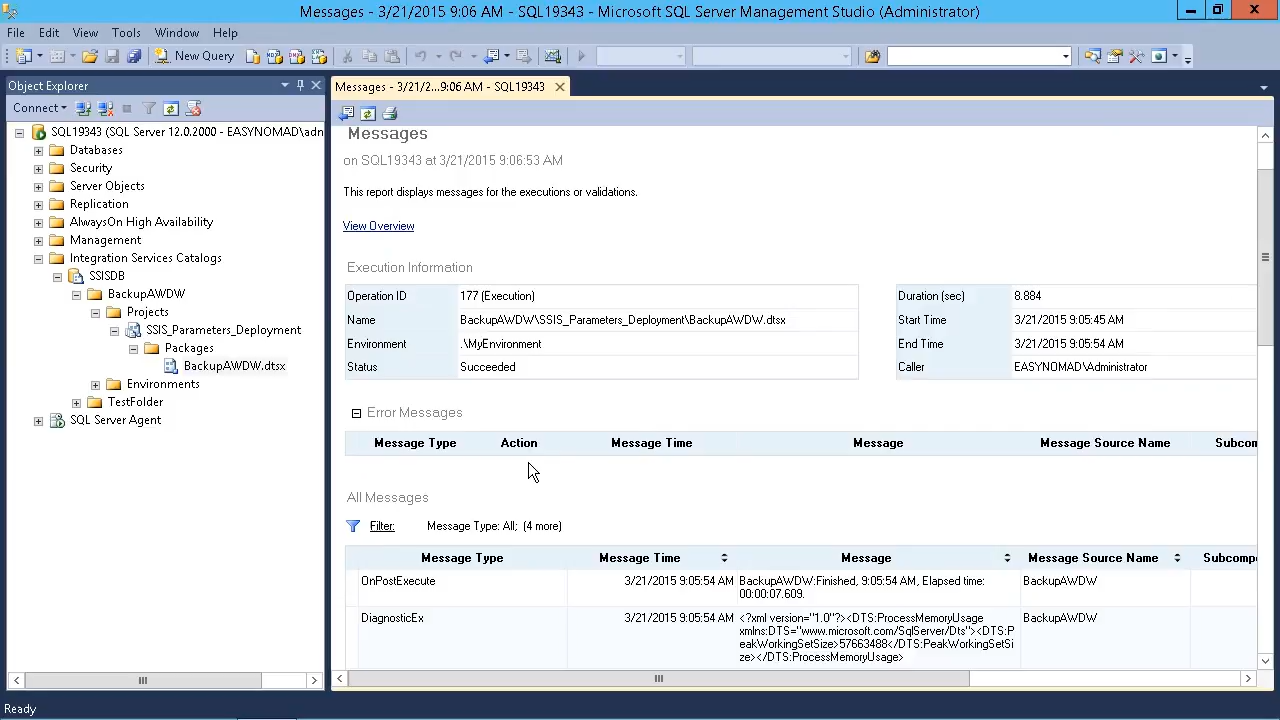 Messages - 3/21/2015 9:06 AM - SQL19343 - Microsoft SQL Server Management Studio (Administrator)
File Edit View Tools Window Help
New Query
Object Explorer
Connect
SQL19343 (SQL Server 12.0.2000 - EASYNOMAD\adn
Databases
Security
Server Objects
Replication
AlwaysOn High Availability
Management
Integration Services Catalogs
SSISDB
BackupAWDW
Projects
SSIS_Parameters_Deployment
Packages
BackupAWDW.dtsx
Environments
TestFolder
SQL Server Agent
Messages - 3/21/2...9:06 AM - SQL19343
Messages
on SQL19343 at 3/21/2015 9:06:53 AM
This report displays messages for the executions or validations.
View Overview
Execution Information
Operation ID 177 (Execution) Duration (sec) 8.884
Name BackupAWDW\SSIS_Parameters_Deployment\BackupAWDW.dtsx Start Time 3/21/2015 9:05:45 AM
Environment .\MyEnvironment End Time 3/21/2015 9:05:54 AM
Status Succeeded Caller EASYNOMAD\Administrator
Error Messages
Message Type Action Message Time Message Message Source Name Subcon
All Messages
Filter: Message Type: All; (4 more)
Message Type Message Time Message Message Source Name Subcompo
OnPostExecute 3/21/2015 9:05:54 AM BackupAWDW:Finished, 9:05:54 AM, Elapsed time: BackupAWDW
00:00:07.609.
DiagnosticEx 3/21/2015 9:05:54 AM <?xml version="1.0"?><DTS:ProcessMemoryUsage BackupAWDW
xmlns:DTS="www.microsoft.com/SqlServer/Dts"><DTS:P
eakWorkingSetSize>57663488</DTS:PeakWorkingSetSi
ze></DTS:ProcessMemoryUsage>
Ready